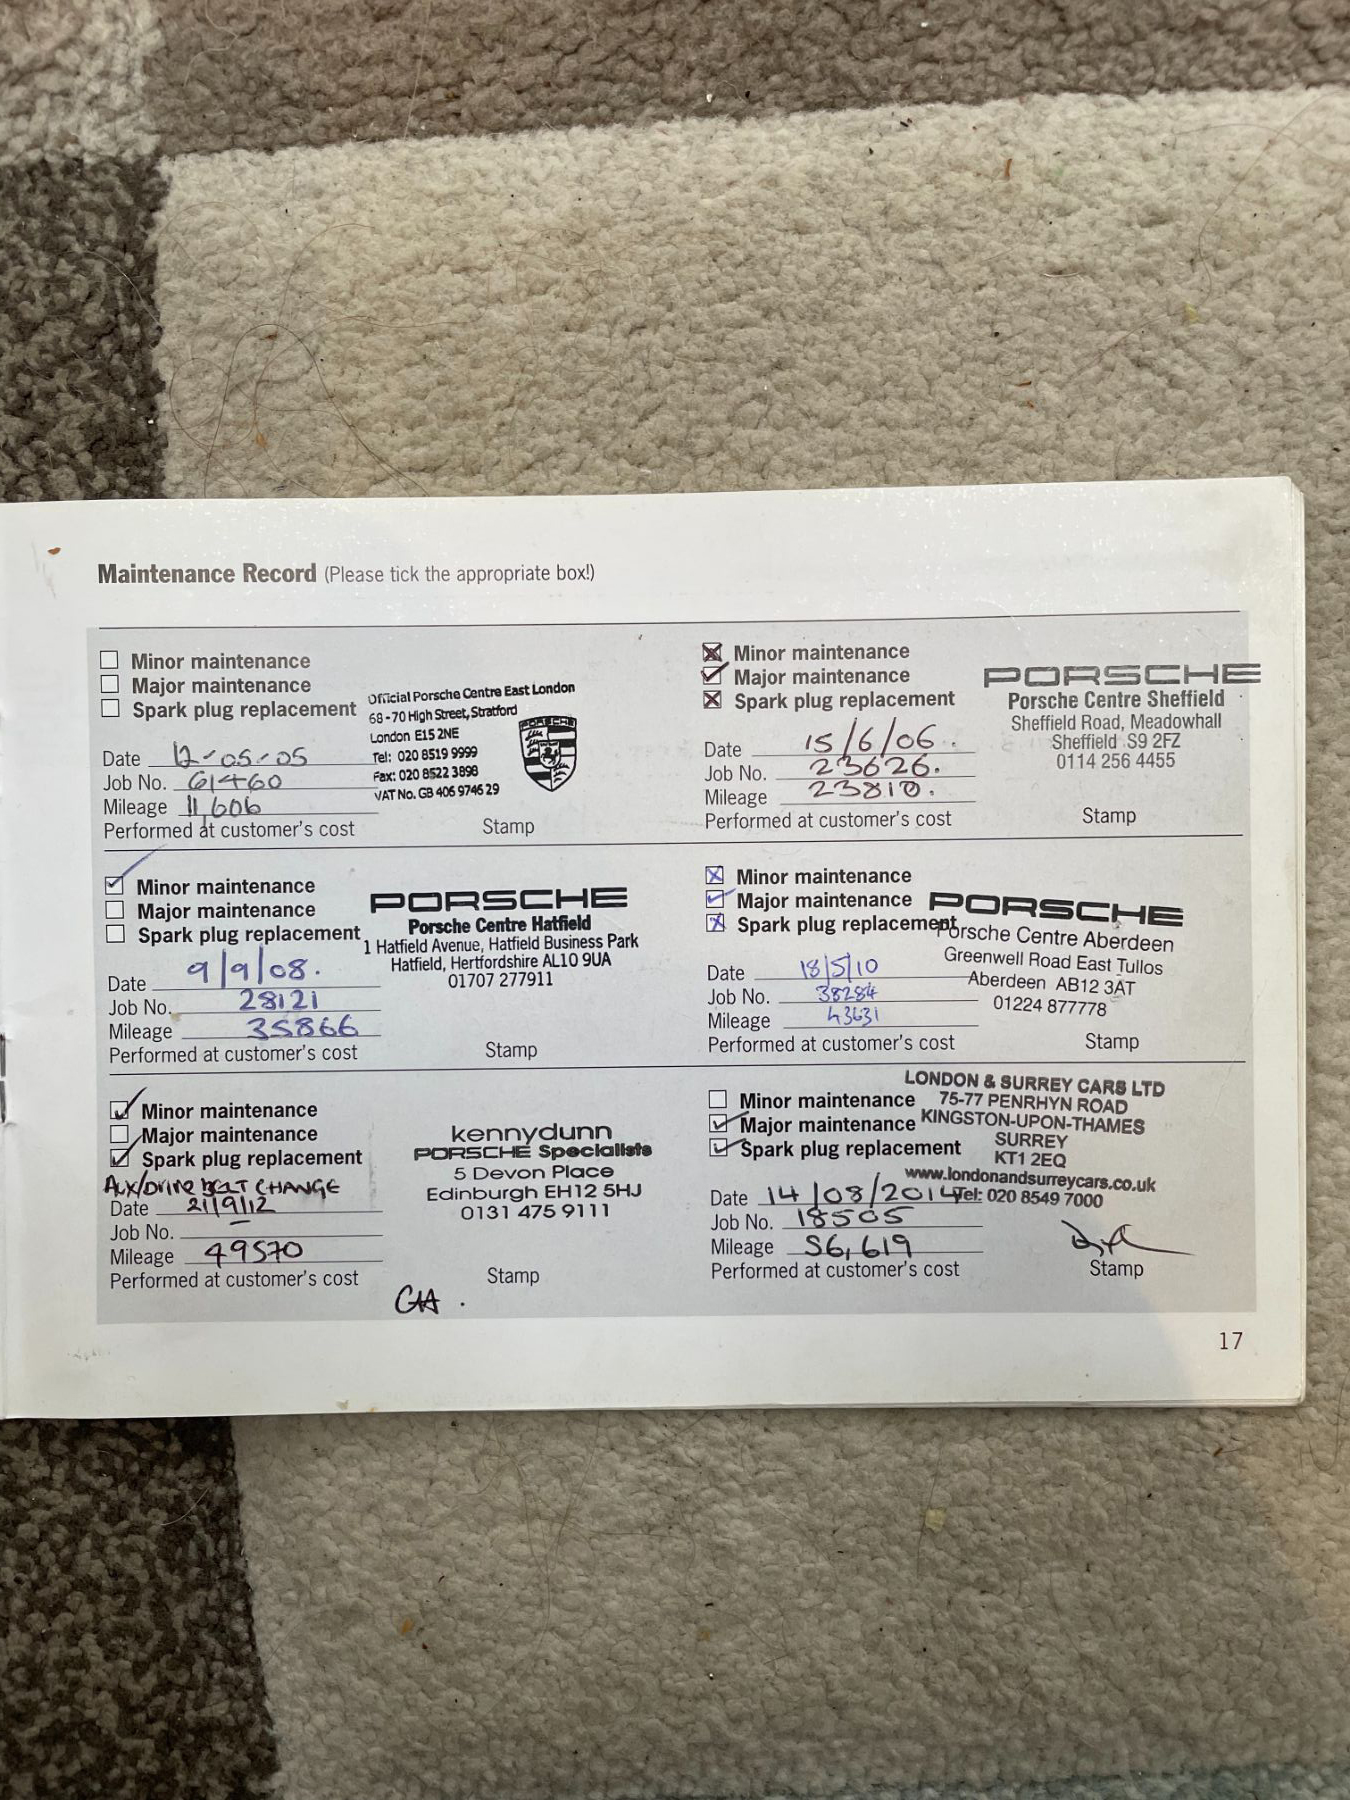 Maintenance Record (Please tick the appropriate box!)
Minor maintenance
Major maintenance
Spark plug replacement
Official Porsche Centre East London
68-70 High Street, Stratford
London E15 2NE
Tel: 020 8519 9999
Fax: 020 8522 3898
VAT No. GB 406 9746 29
PORSCHE
Date 12-05-05
Job No. 61460
Mileage 11,606
Performed at customer's cost
Stamp
Minor maintenance
Major maintenance
Spark plug replacement
PORSCHE
Porsche Centre Sheffield
Sheffield Road, Meadowhall
Sheffield S9 2FZ
0114 256 4455
Date 15/6/06.
Job No. 23626.
Mileage 23810.
Performed at customer's cost
Stamp
Minor maintenance
Major maintenance
Spark plug replacement
PORSCHE
Porsche Centre Hatfield
1 Hatfield Avenue, Hatfield Business Park
Hatfield, Hertfordshire AL10 9UA
01707 277911
Date 9/9/08.
Job No. 28121
Mileage 35866
Performed at customer's cost
Stamp
Minor maintenance
Major maintenance
Spark plug replacement
PORSCHE
Porsche Centre Aberdeen
Greenwell Road East Tullos
Aberdeen AB12 3AT
01224 877778
Date 18/5/10
Job No. 38284
Mileage 43631
Performed at customer's cost
Stamp
Minor maintenance
Major maintenance
Spark plug replacement
AUX/DRIVE BELT CHANGE
kennydunn
PORSCHE Specialists
5 Devon Place
Edinburgh EH12 5HJ
0131 475 9111
Date 21/9/12
Job No.
Mileage 49570
Performed at customer's cost
Stamp
Minor maintenance
Major maintenance
Spark plug replacement
LONDON & SURREY CARS LTD
75-77 PENRHYN ROAD
KINGSTON-UPON-THAMES
SURREY
KT1 2EQ
www.londonandsurreycars.co.uk
Tel: 020 8549 7000
Date 14/08/2014
Job No. 18505
Mileage 56,619
Performed at customer's cost
Stamp
17